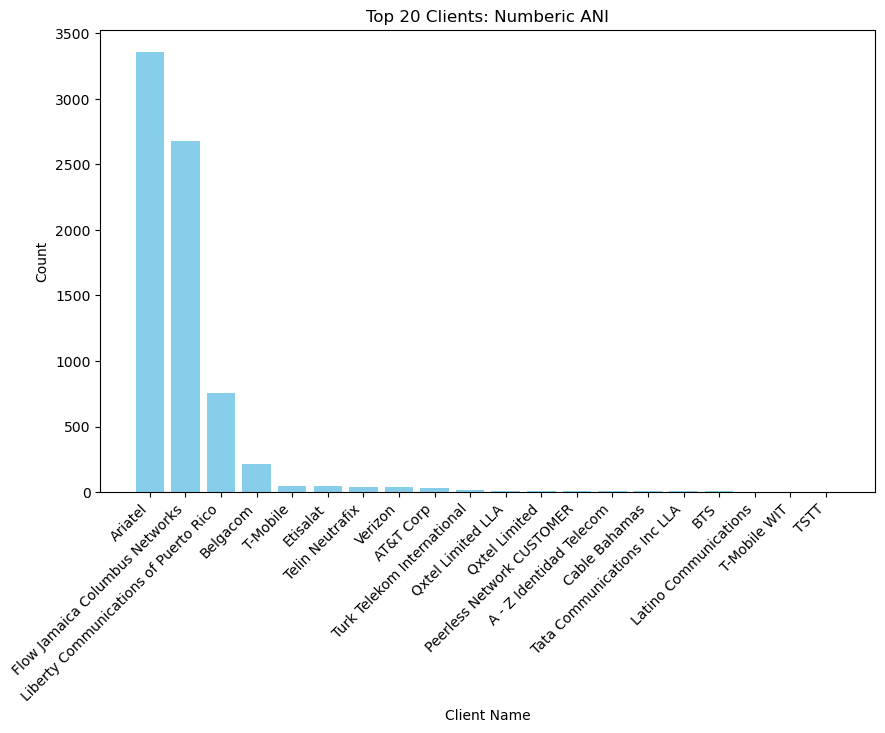 Top 20 Clients: Numberic ANI
Count
3500
3000
2500
2000
1500
1000
500
0
Ariatel
Flow Jamaica Columbus Networks
Liberty Communications of Puerto Rico
Belgacom
T-Mobile
Etisalat
Telin Neutrafix
Verizon
AT&T Corp
Turk Telekom International
Qxtel Limited LLA
Qxtel Limited
Peerless Network CUSTOMER
A - Z Identidad Telecom
Cable Bahamas
Tata Communications Inc LLA
BTS
Latino Communications
T-Mobile WIT
TSTT
Client Name